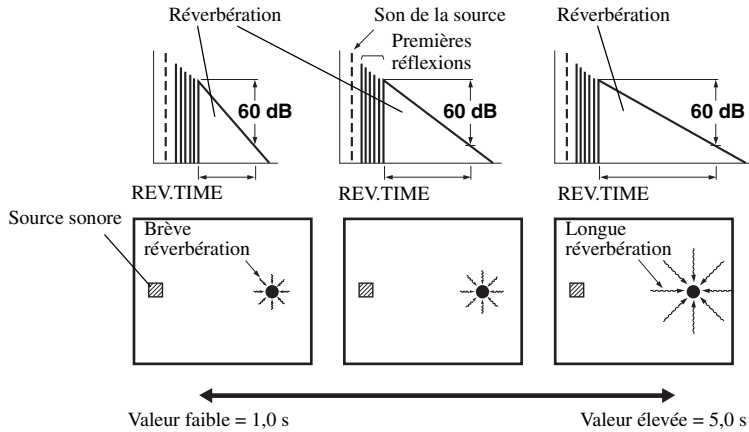 Réverbération
Son de la source
Réverbération
Premières
réflexions
60 dB
60 dB
60 dB
REV.TIME
REV.TIME
REV.TIME
Source sonore
Brève
réverbération
Longue
réverbération
Valeur faible = 1,0 s
Valeur élevée = 5,0 s